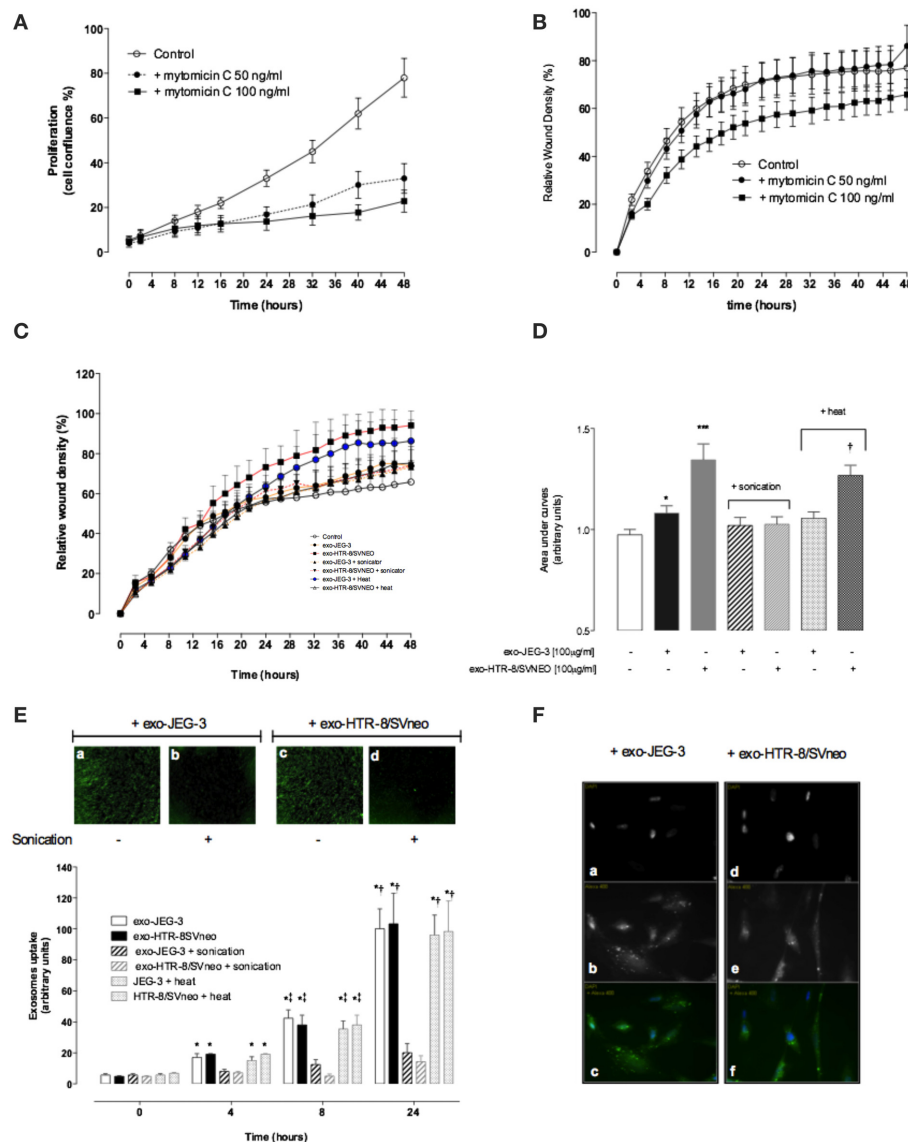 A
100
80
60
40
20
0
Proliferation
(cell confluence %)
Control
+ mytomicin C 50 ng/ml
+ mytomicin C 100 ng/ml
0 4 8 12 16 20 24 28 32 36 40 44 48
Time (hours)
B
100
80
60
40
20
0
Relative Wound Density (%)
Control
+ mytomicin C 50 ng/ml
+ mytomicin C 100 ng/ml
0 4 8 12 16 20 24 28 32 36 40 44 48
time (hours)
C
120
100
80
60
40
20
0
Relative wound density (%)
Control
exo-JEG-3
exo-HTR-8/SVNEO
exo-JEG-3 + sonicator
exo-HTR-8/SVNEO + sonicator
exo-JEG-3 + Heat
exo-HTR-8/SVNEO + heat
0 4 8 12 16 20 24 28 32 36 40 44 48
Time (hours)
D
1.5
1.0
0.5
Area under curves
(arbitrary units)
* *** + sonication + heat †
exo-JEG-3 [100µg/ml] - + - + - + -
exo-HTR-8/SVNEO [100µg/ml] - - + - + - +
E
+ exo-JEG-3 + exo-HTR-8/SVneo
a b c d
Sonication - + - +
140
120
100
80
60
40
20
0
Exosomes uptake
(arbitrary units)
exo-JEG-3
exo-HTR-8SVneo
exo-JEG-3 + sonication
exo-HTR-8/SVneo + sonication
JEG-3 + heat
HTR-8/SVneo + heat
* * * *
*‡ *‡ *‡ *‡
*† *† *† *†
0 4 8 24
Time (hours)
F
+ exo-JEG-3 + exo-HTR-8/SVneo
DAPI DAPI
a d
Alexa 488 Alexa 488
b e
+ Alexa 488 + Alexa 488
c f